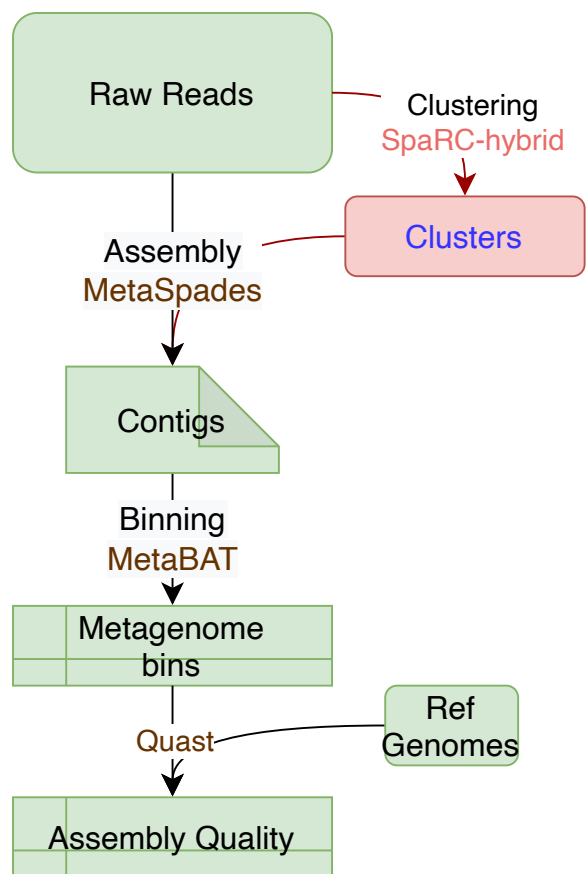 Raw Reads
Clustering
SpaRC-hybrid
Clusters
Assembly
MetaSpades
Contigs
Binning
MetaBAT
Metagenome
bins
Ref
Genomes
Quast
Assembly Quality